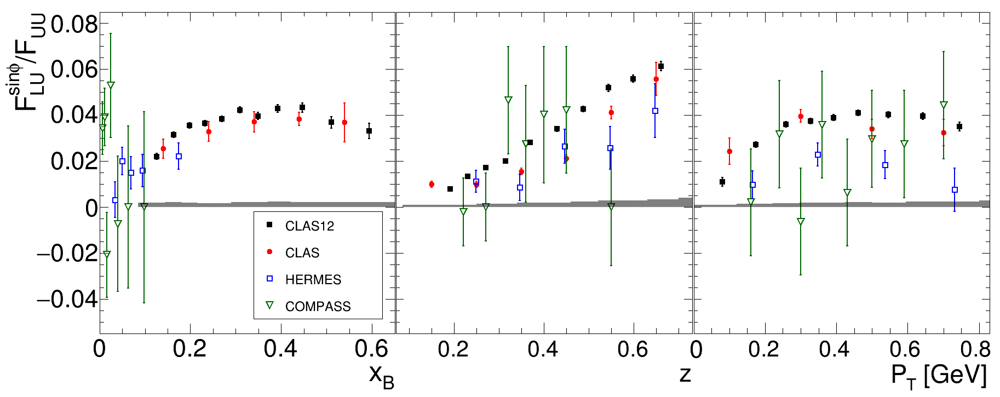 F_LU^sinϕ/F_UU
0.08
0.06
0.04
0.02
0
−0.02
−0.04
CLAS12
CLAS
HERMES
COMPASS
0 0.2 0.4 0.6
x_B
0.2 0.4 0.6
z
0 0.2 0.4 0.6 0.8
P_T [GeV]